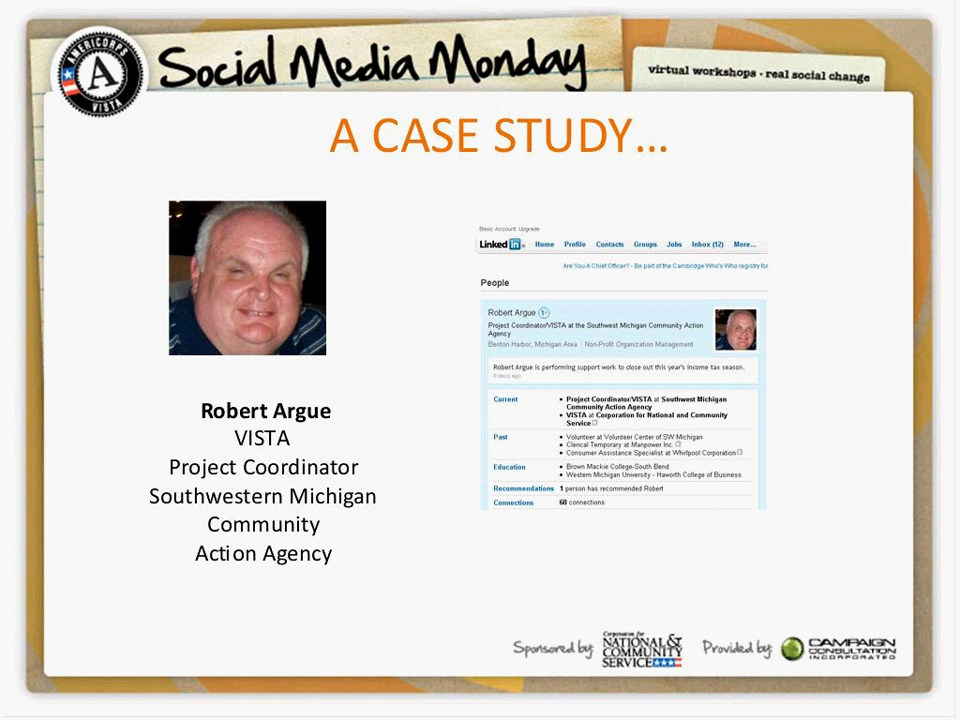 AMERICORPS
A
VISTA
Social Media Monday
virtual workshops · real social change
A CASE STUDY...
Basic Account Upgrade
Linked in® Home Profile Contacts Groups Jobs Inbox (12) More...
Are You A Chief Officer? - Be part of the Cambridge Who's Who registry for
People
Robert Argue 1st
Project Coordinator/VISTA at the Southwest Michigan Community Action
Agency
Benton Harbor, Michigan Area | Non-Profit Organization Management
Robert Argue is performing support work to close out this year's income tax season.
3 days ago
Current • Project Coordinator/VISTA at Southwest Michigan
Community Action Agency
• VISTA at Corporation for National and Community
Service
Past • Volunteer at Volunteer Center of SW Michigan
• Clerical Temporary at Manpower Inc.
• Consumer Assistance Specialist at Whirlpool Corporation
Education • Brown Mackie College-South Bend
• Western Michigan University - Haworth College of Business
Recommendations 1 person has recommended Robert
Connections 60 connections
Robert Argue
VISTA
Project Coordinator
Southwestern Michigan
Community
Action Agency
Sponsored by:
Corporation for
NATIONAL &
COMMUNITY
SERVICE
Provided by:
CAMPAIGN
CONSULTATION
INCORPORATED